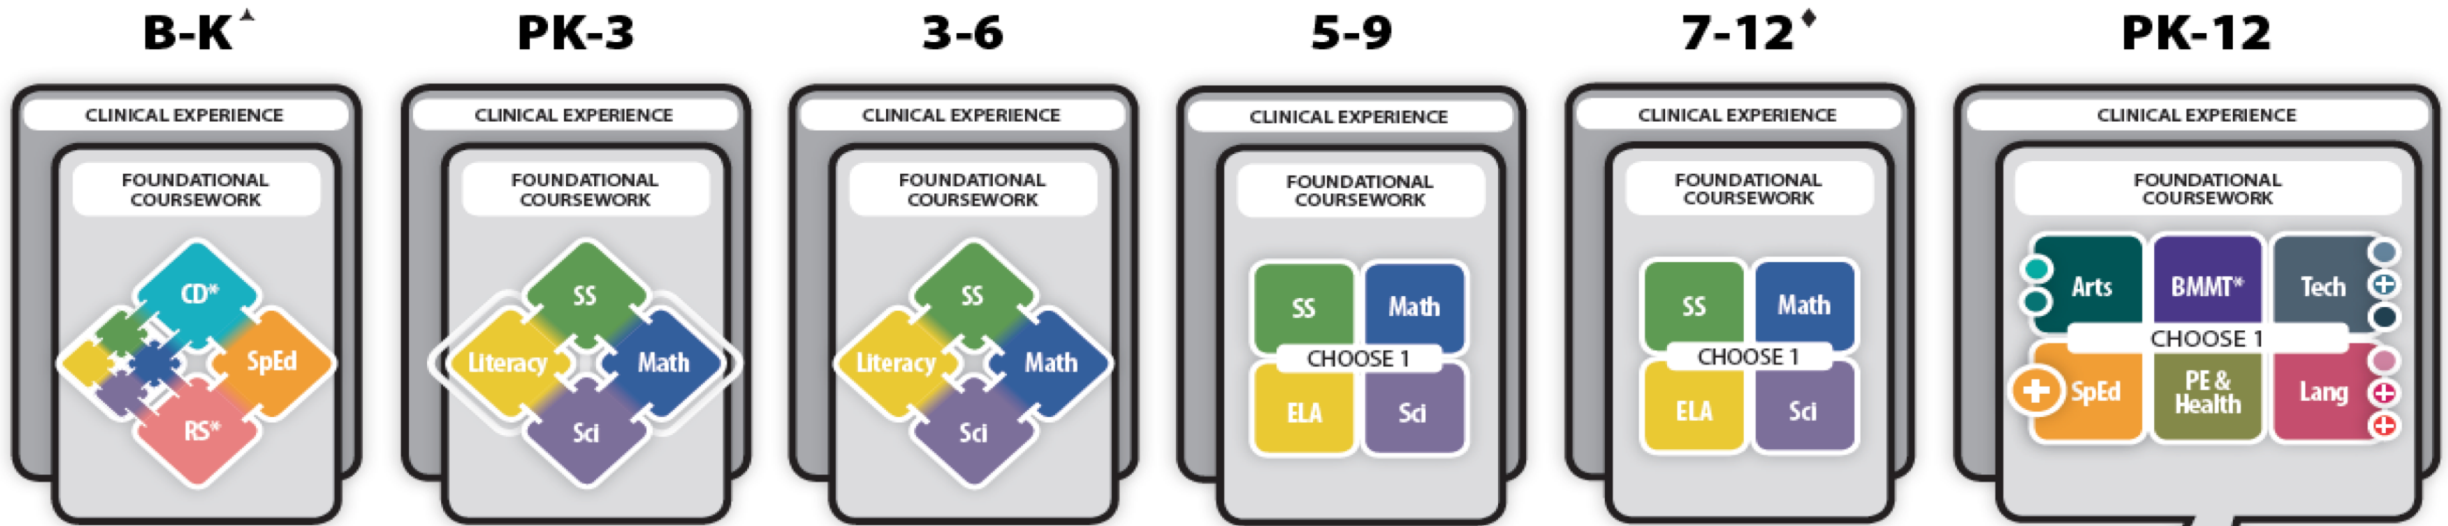 B-K▲
CLINICAL EXPERIENCE
FOUNDATIONAL
COURSEWORK
CD*
SpEd
RS*
PK-3
CLINICAL EXPERIENCE
FOUNDATIONAL
COURSEWORK
SS
Literacy
Math
Sci
3-6
CLINICAL EXPERIENCE
FOUNDATIONAL
COURSEWORK
SS
Literacy
Math
Sci
5-9
CLINICAL EXPERIENCE
FOUNDATIONAL
COURSEWORK
SS
Math
CHOOSE 1
ELA
Sci
7-12♦
CLINICAL EXPERIENCE
FOUNDATIONAL
COURSEWORK
SS
Math
CHOOSE 1
ELA
Sci
PK-12
CLINICAL EXPERIENCE
FOUNDATIONAL
COURSEWORK
Arts
BMMT*
Tech
+
CHOOSE 1
+
SpEd
PE &
Health
Lang
+
+